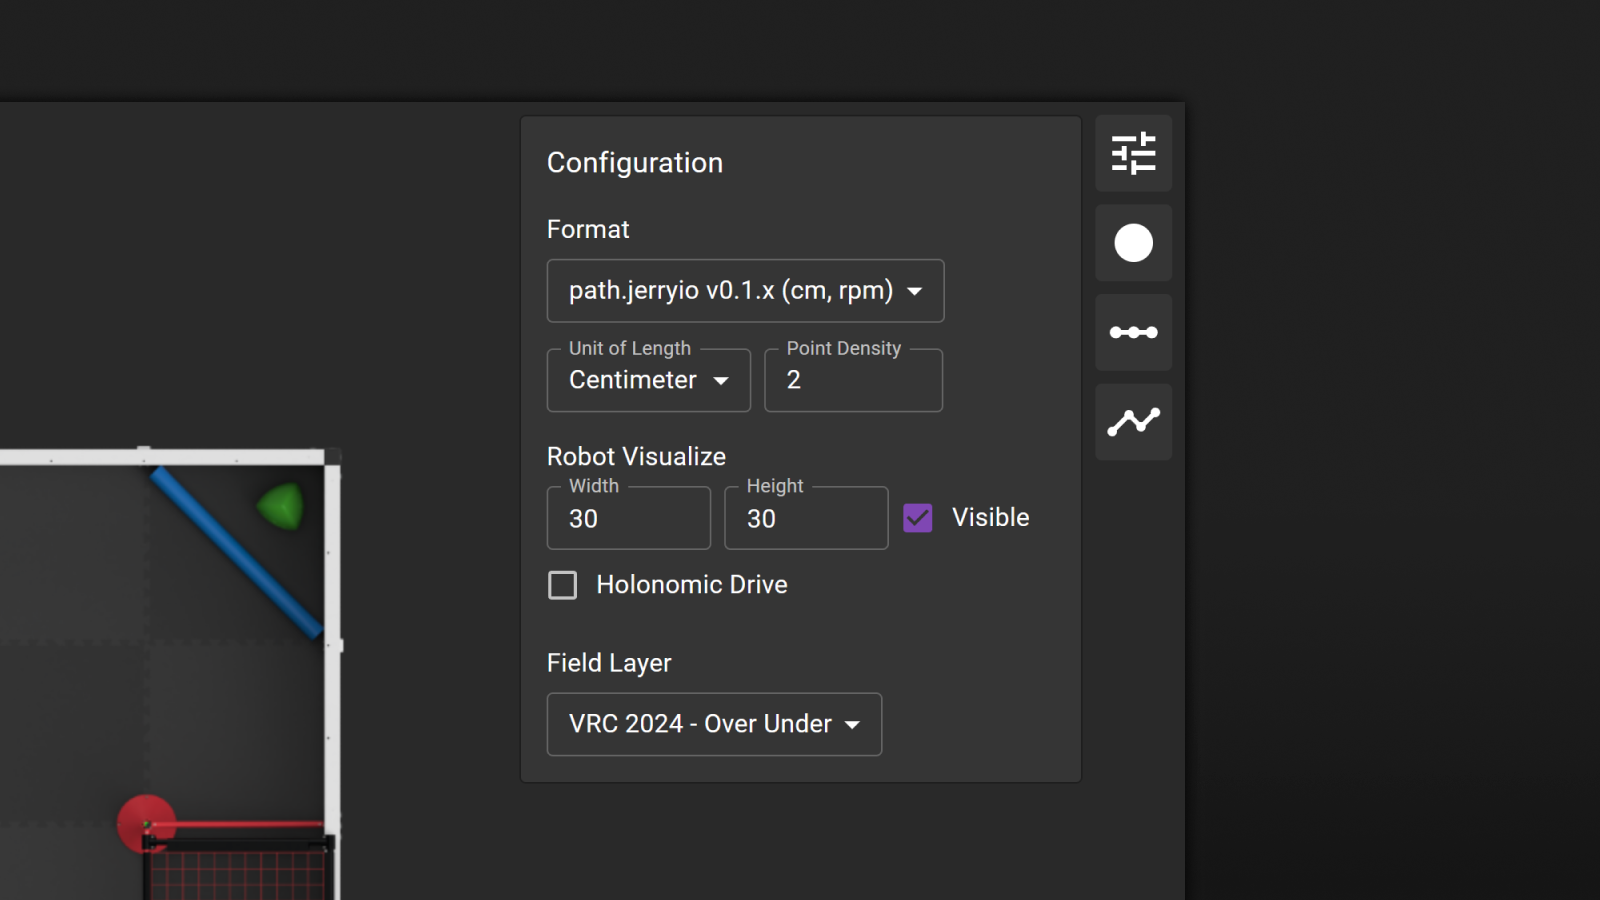 Configuration
Format
path.jerryio v0.1.x (cm, rpm)
Unit of Length
Point Density
Centimeter
2
Robot Visualize
Width
Height
30
30
Visible
Holonomic Drive
Field Layer
VRC 2024 - Over Under